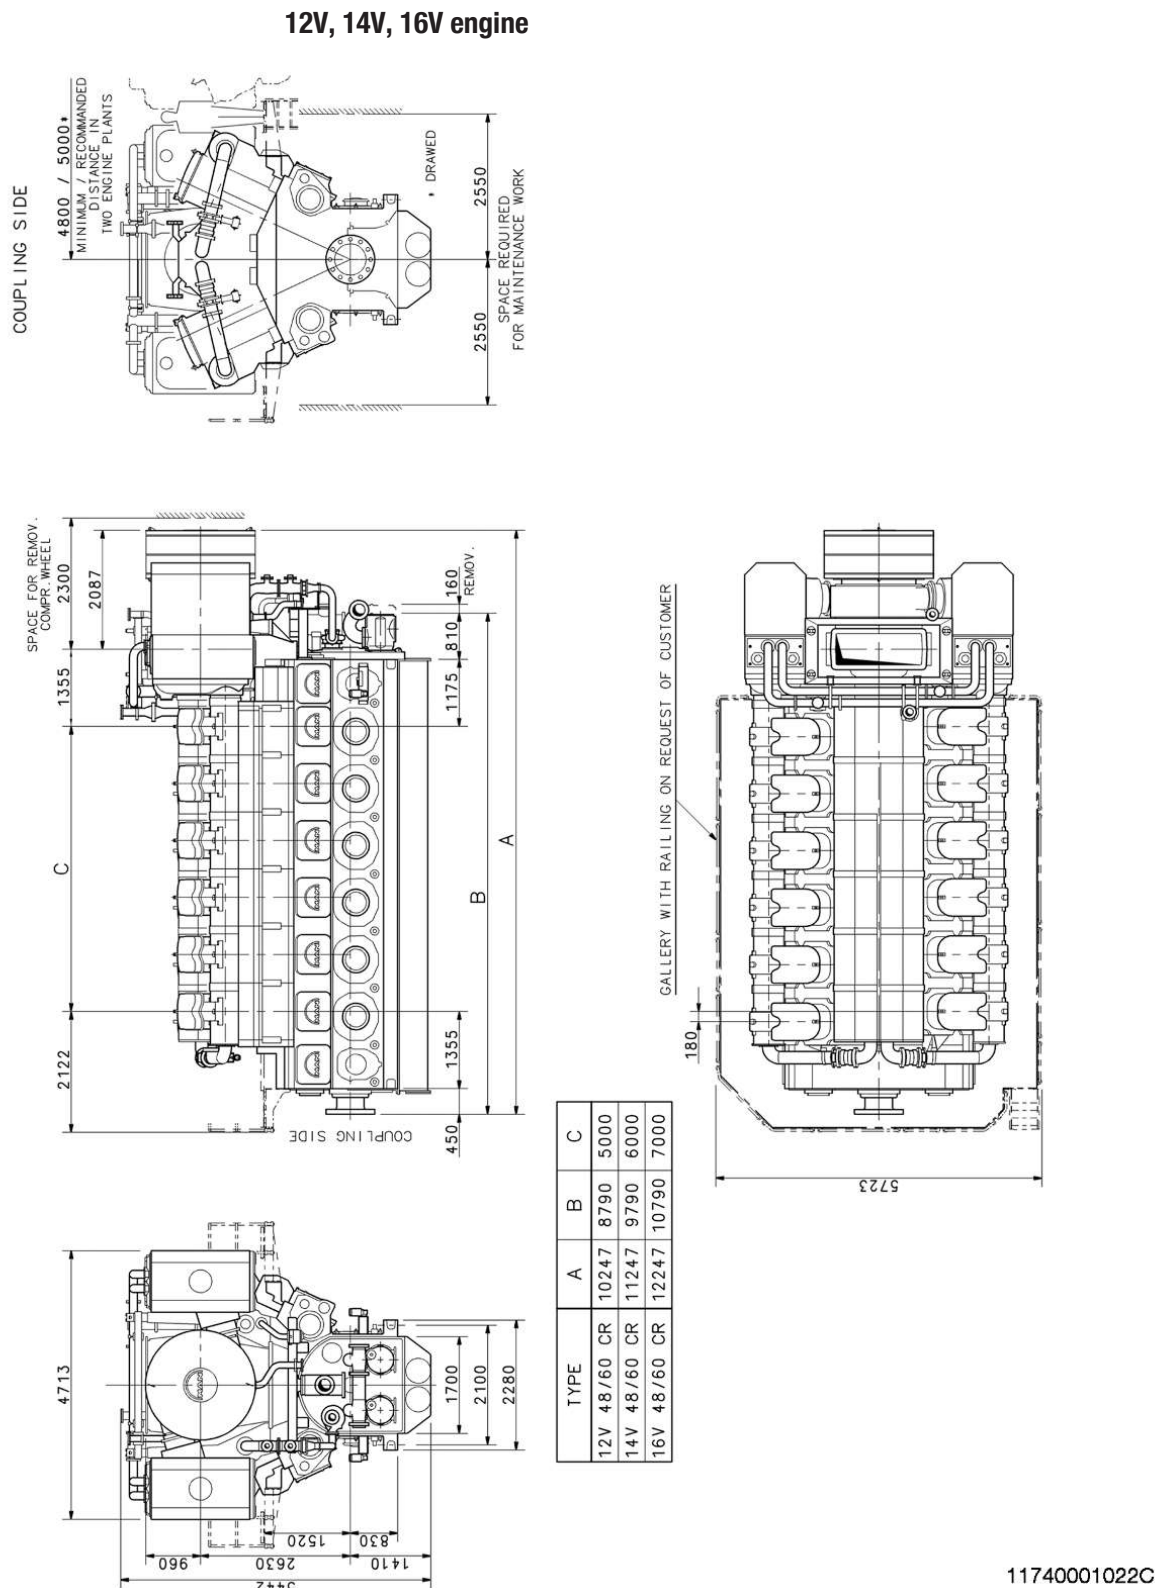 12V, 14V, 16V engine
COUPLING SIDE
4800 / 5000*
MINIMUM / RECOMMANDED
DISTANCE IN
TWO ENGINE PLANTS
* DRAWED
2550
2550
SPACE REQUIRED
FOR MAINTENANCE WORK
SPACE FOR REMOV.
COMPR.WHEEL
2300
2087
1355
C
2122
160
REMOV.
810
1175
A
B
1355
450
COUPLING SIDE
GALLERY WITH RAILING ON REQUEST OF CUSTOMER
180
5723
4713
1700
2100
2280
1520
830
960
2630
1410
TYPE A B C
12V 48/60 CR 10247 8790 5000
14V 48/60 CR 11247 9790 6000
16V 48/60 CR 12247 10790 7000
11740001022C